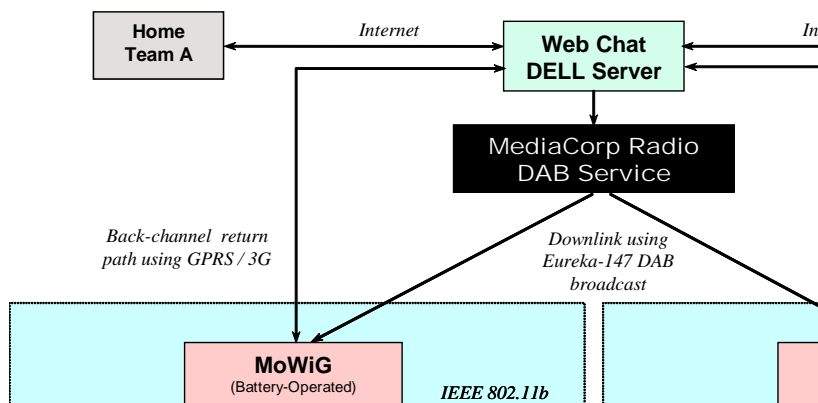 Home
Team A
Internet
Web Chat
DELL Server
In
MediaCorp Radio
DAB Service
Back-channel return
path using GPRS / 3G
Downlink using
Eureka-147 DAB
broadcast
MoWiG
(Battery-Operated)
IEEE 802.11b